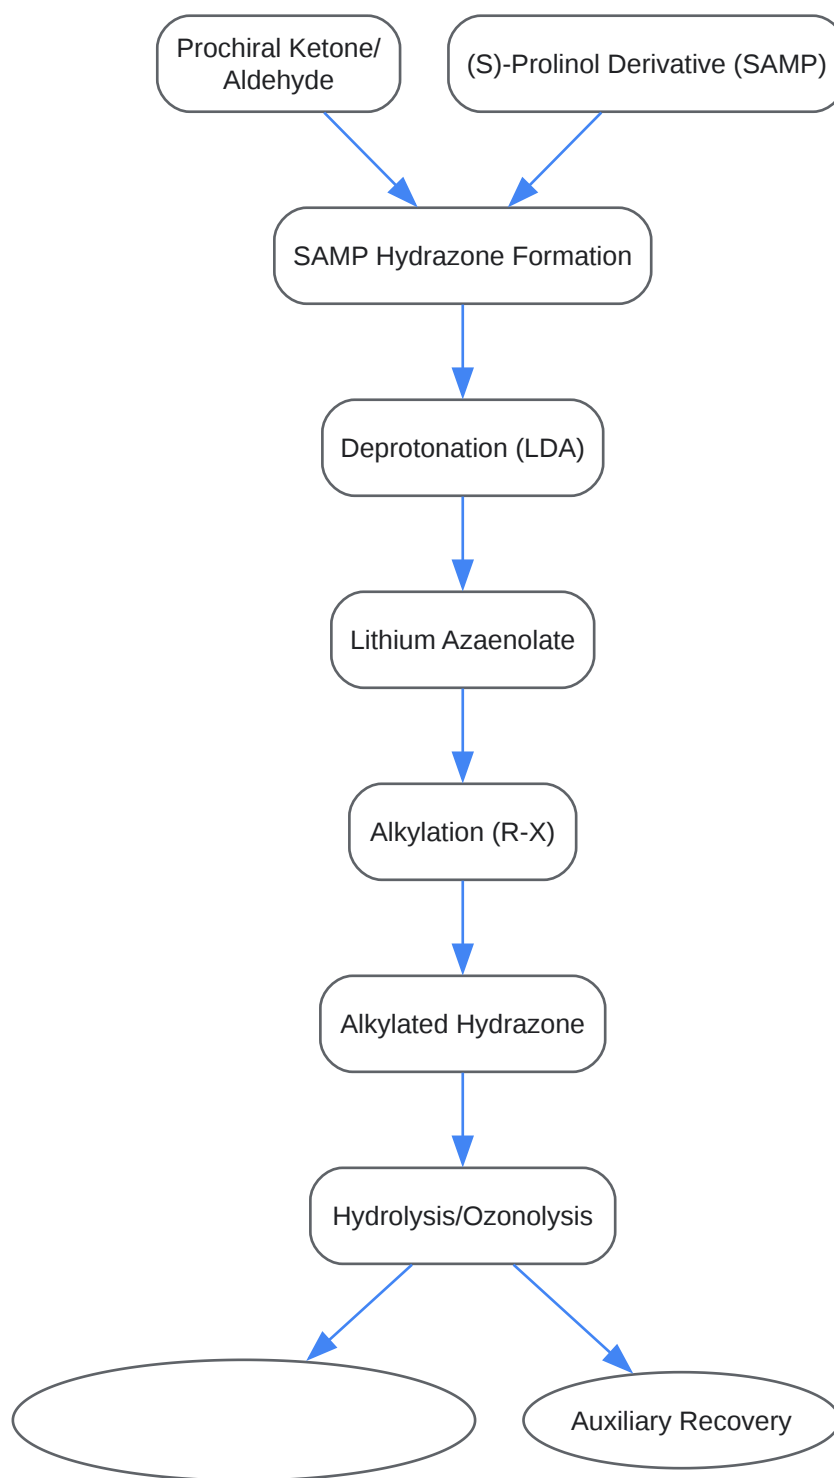 Prochiral Ketone/
Aldehyde
(S)-Prolinol Derivative (SAMP)
SAMP Hydrazone Formation
Deprotonation (LDA)
Lithium Azaenolate
Alkylation (R-X)
Alkylated Hydrazone
Hydrolysis/Ozonolysis
Auxiliary Recovery